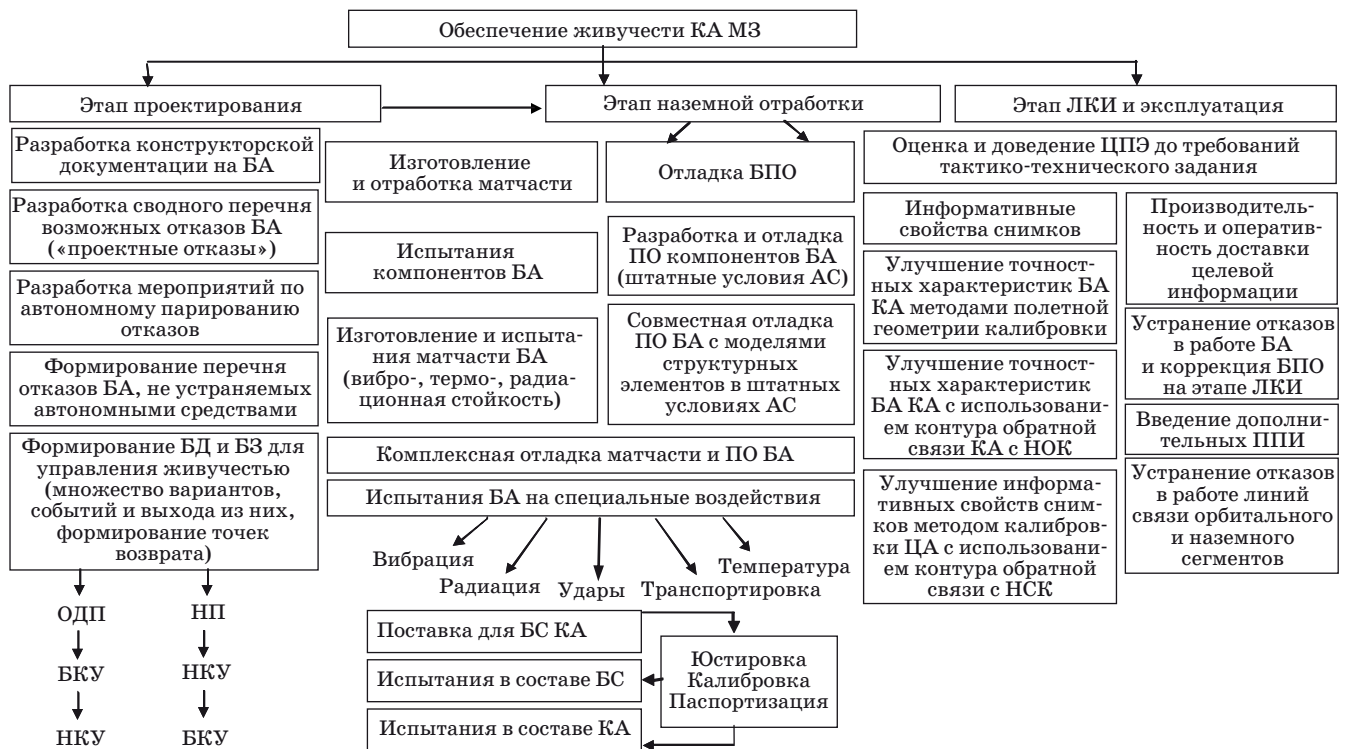 Обеспечение живучести КА МЗ
Этап проектирования
Этап наземной отработки
Этап ЛКИ и эксплуатация
Разработка конструкторской
документации на БА
Разработка сводного перечня
возможных отказов БА
(«проектные отказы»)
Разработка мероприятий по
автономному парированию
отказов
Формирование перечня
отказов БА, не устраняемых
автономными средствами
Формирование БД и БЗ для
управления живучестью
(множество вариантов,
событий и выхода из них,
формирование точек
возврата)
ОДП
БКУ
НКУ
НП
НКУ
БКУ
Изготовление
и отработка матчасти
Испытания
компонентов БА
Изготовление и испыта-
ния матчасти БА
(вибро-, термо-, радиа-
ционная стойкость)
Отладка БПО
Разработка и отладка
ПО компонентов БА
(штатные условия АС)
Совместная отладка
ПО БА с моделями
структурных
элементов в штатных
условиях АС
Комплексная отладка матчасти и ПО БА
Испытания БА на специальные воздействия
Вибрация
Радиация
Удары
Транспортировка
Температура
Поставка для БС КА
Испытания в составе БС
Испытания в составе КА
Юстировка
Калибровка
Паспортизация
Оценка и доведение ЦПЭ до требований
тактико-технического задания
Информативные
свойства снимков
Улучшение точност-
ных характеристик БА
КА методами полетной
геометрии калибровки
Улучшение точност-
ных характеристик
БА КА с использовани-
ем контура обратной
связи КА с НОК
Улучшение информа-
тивных свойств сним-
ков методом калибров-
ки ЦА с использовани-
ем контура обратной
связи с НСК
Производитель-
ность и оператив-
ность доставки
целевой
информации
Устранение отказов
в работе БА
и коррекция БПО
на этапе ЛКИ
Введение дополни-
тельных ППИ
Устранение отказов
в работе линий
связи орбитального
и наземного
сегментов